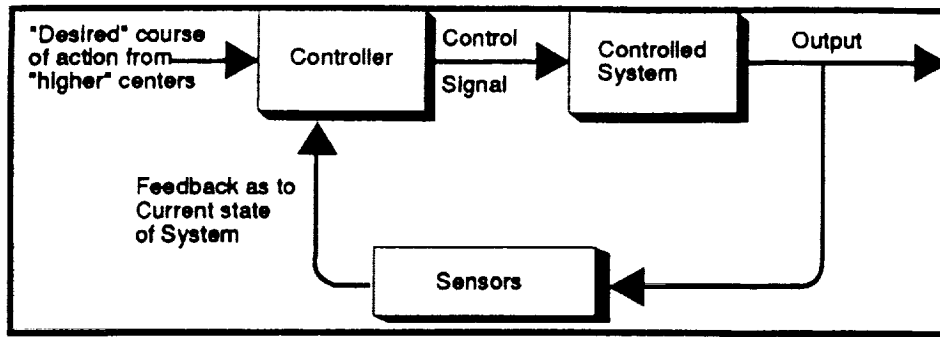 "Desired" course
of action from
"higher" centers
Controller
Control
Signal
Controlled
System
Output
Feedback as to
Current state
of System
Sensors